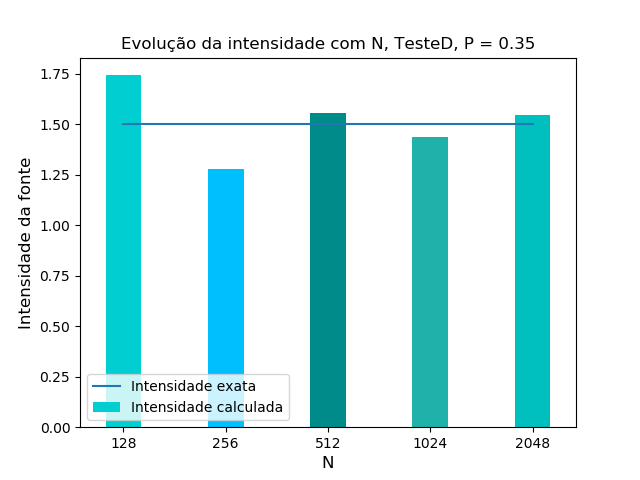 Evolução da intensidade com N, TesteD, P = 0.35
Intensidade da fonte
1.75
1.50
1.25
1.00
0.75
0.50
0.25
0.00
Intensidade exata
Intensidade calculada
128 256 512 1024 2048
N